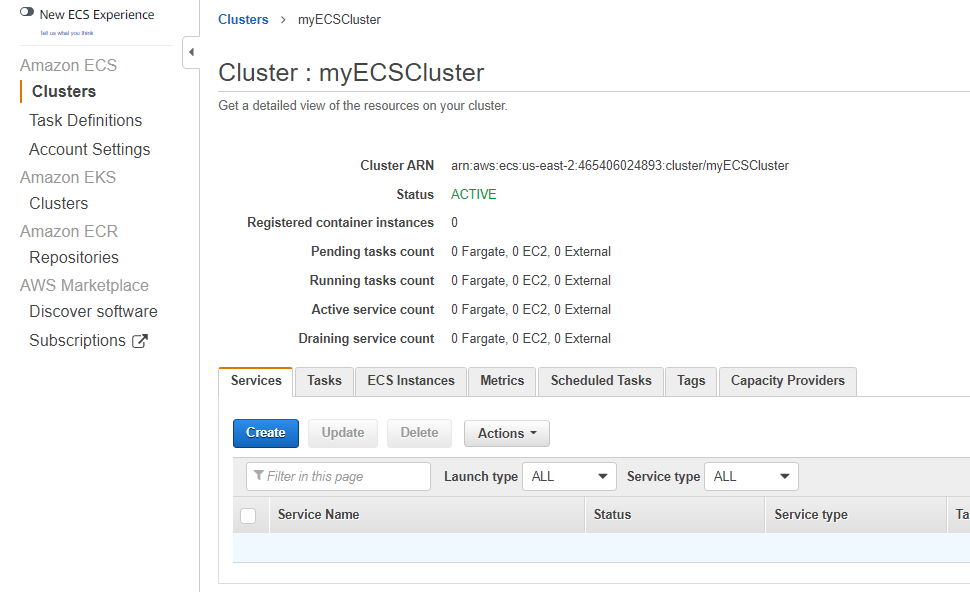 New ECS Experience
Tell us what you think
Amazon ECS
Clusters
Task Definitions
Account Settings
Amazon EKS
Clusters
Amazon ECR
Repositories
AWS Marketplace
Discover software
Subscriptions
Clusters > myECSCluster
Cluster : myECSCluster
Get a detailed view of the resources on your cluster.
Cluster ARN arn:aws:ecs:us-east-2:465406024893:cluster/myECSCluster
Status ACTIVE
Registered container instances 0
Pending tasks count 0 Fargate, 0 EC2, 0 External
Running tasks count 0 Fargate, 0 EC2, 0 External
Active service count 0 Fargate, 0 EC2, 0 External
Draining service count 0 Fargate, 0 EC2, 0 External
Services Tasks ECS Instances Metrics Scheduled Tasks Tags Capacity Providers
Create Update Delete Actions
Filter in this page Launch type ALL Service type ALL
Service Name Status Service type Ta